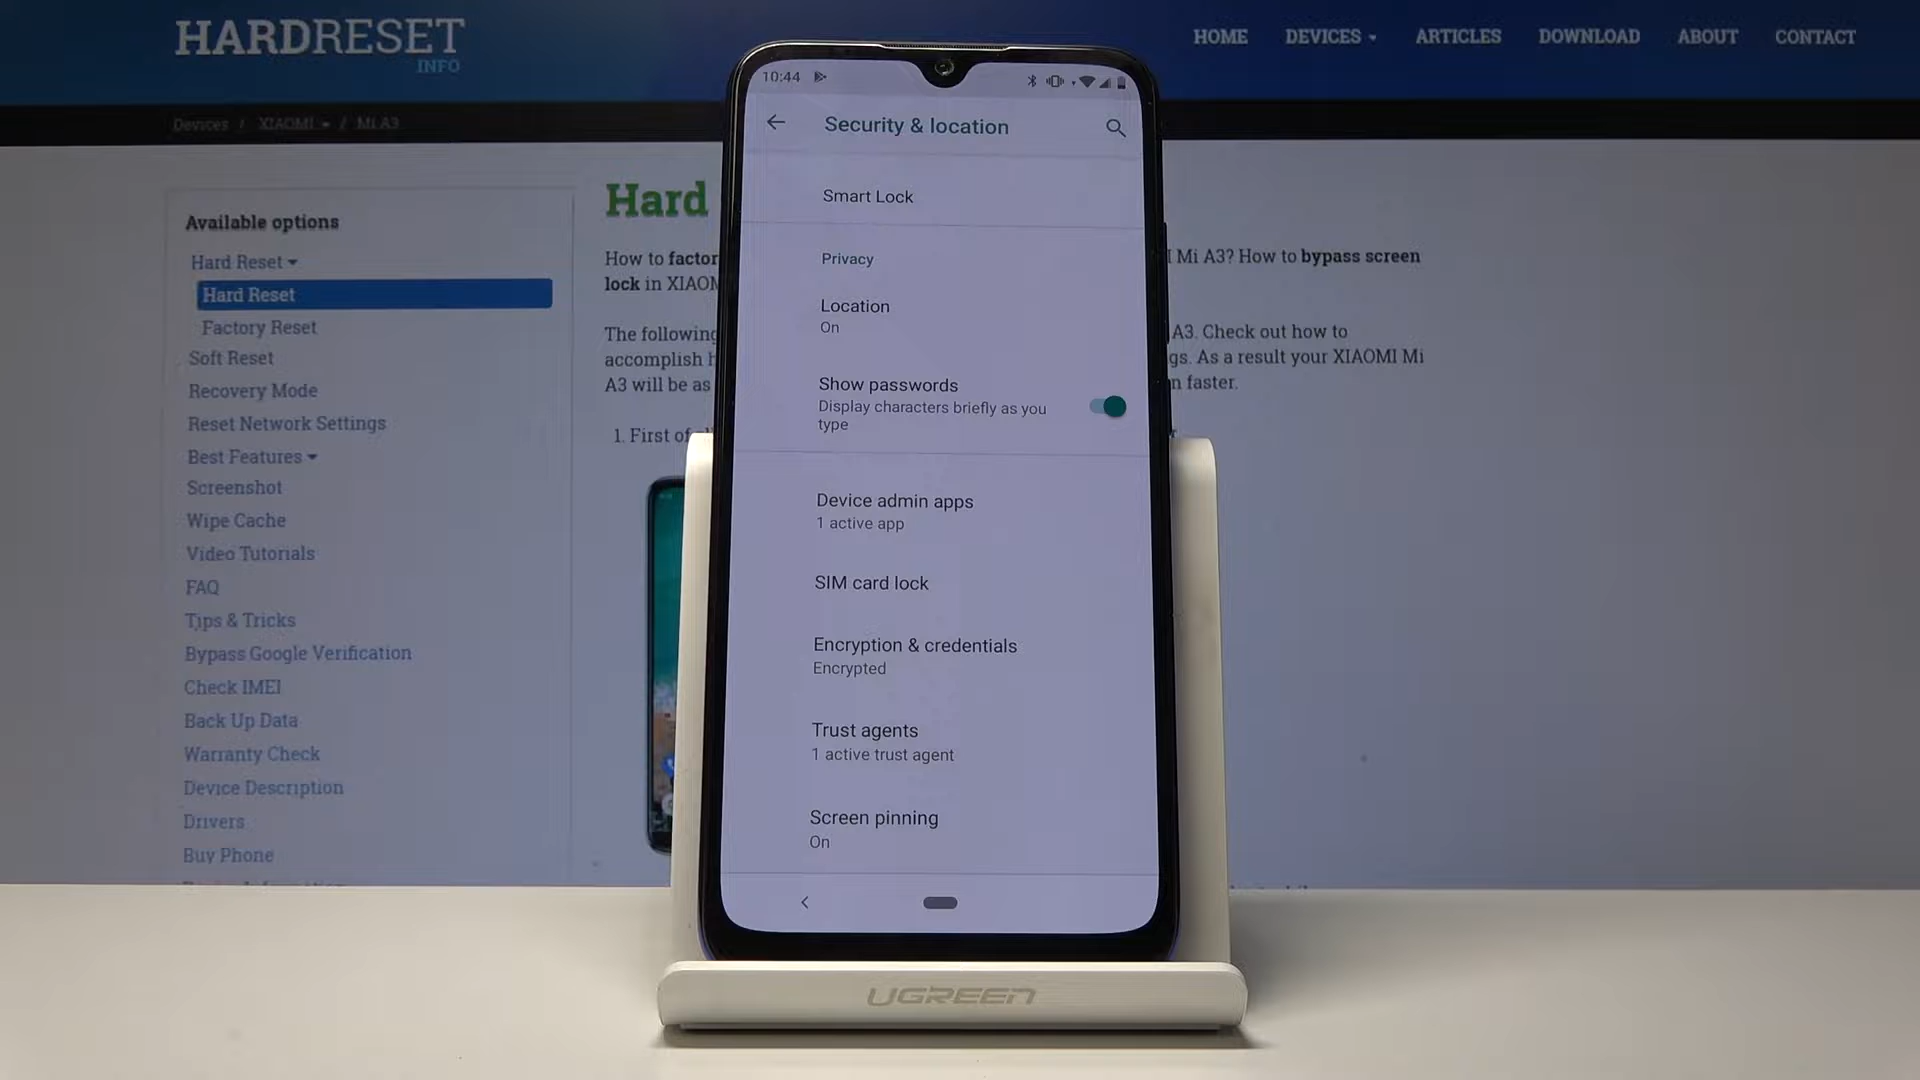 HARDRESET
INFO
HOME DEVICES ARTICLES DOWNLOAD ABOUT CONTACT
Devices / XIAOMI / Mi A3
Available options
Hard Reset
Hard Reset
Factory Reset
Soft Reset
Recovery Mode
Reset Network Settings
Best Features
Screenshot
Wipe Cache
Video Tutorials
FAQ
Tips & Tricks
Bypass Google Verification
Check IMEI
Back Up Data
Warranty Check
Device Description
Drivers
Buy Phone
Hard
How to factor
Mi A3? How to bypass screen
lock in XIAOM
The following
A3. Check out how to
accomplish h
gs. As a result your XIAOMI Mi
A3 will be as
n faster.
1. First of
10:44
Security & location
Smart Lock
Privacy
Location
On
Show passwords
Display characters briefly as you
type
Device admin apps
1 active app
SIM card lock
Encryption & credentials
Encrypted
Trust agents
1 active trust agent
Screen pinning
On
UGREEN